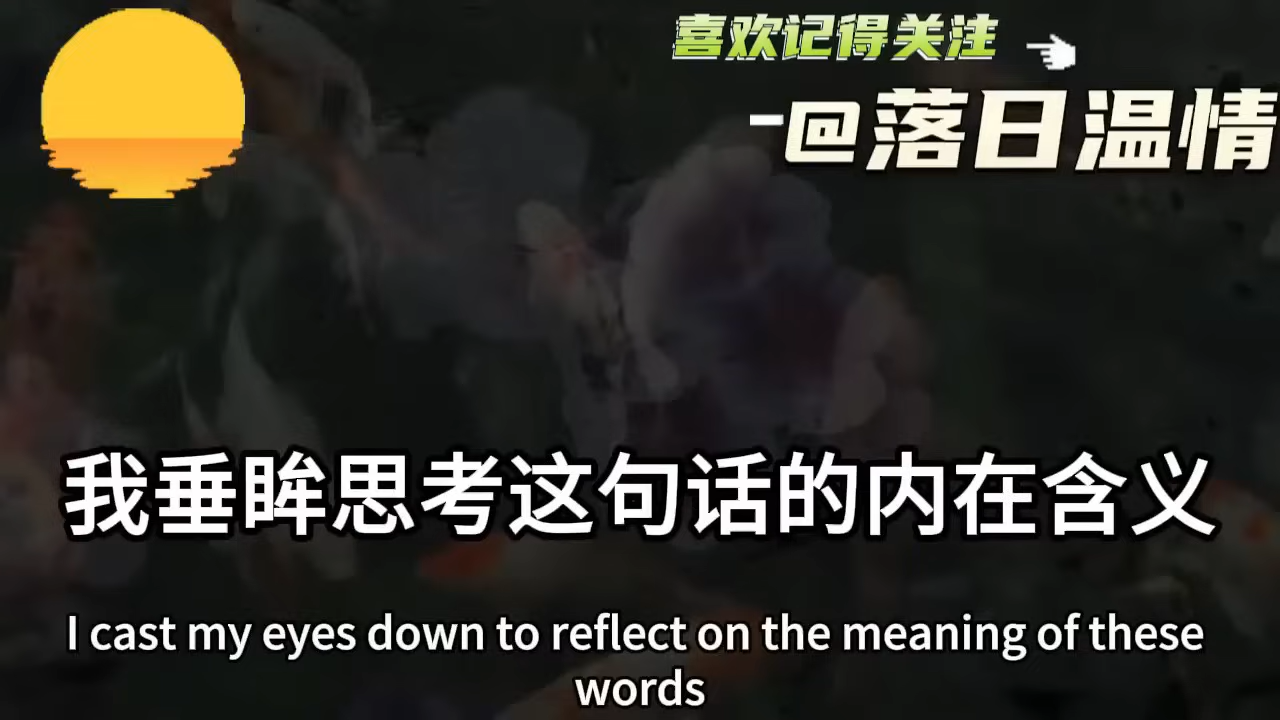 喜欢记得关注
-@落日温情
我垂眸思考这句话的内在含义
I cast my eyes down to reflect on the meaning of these
words